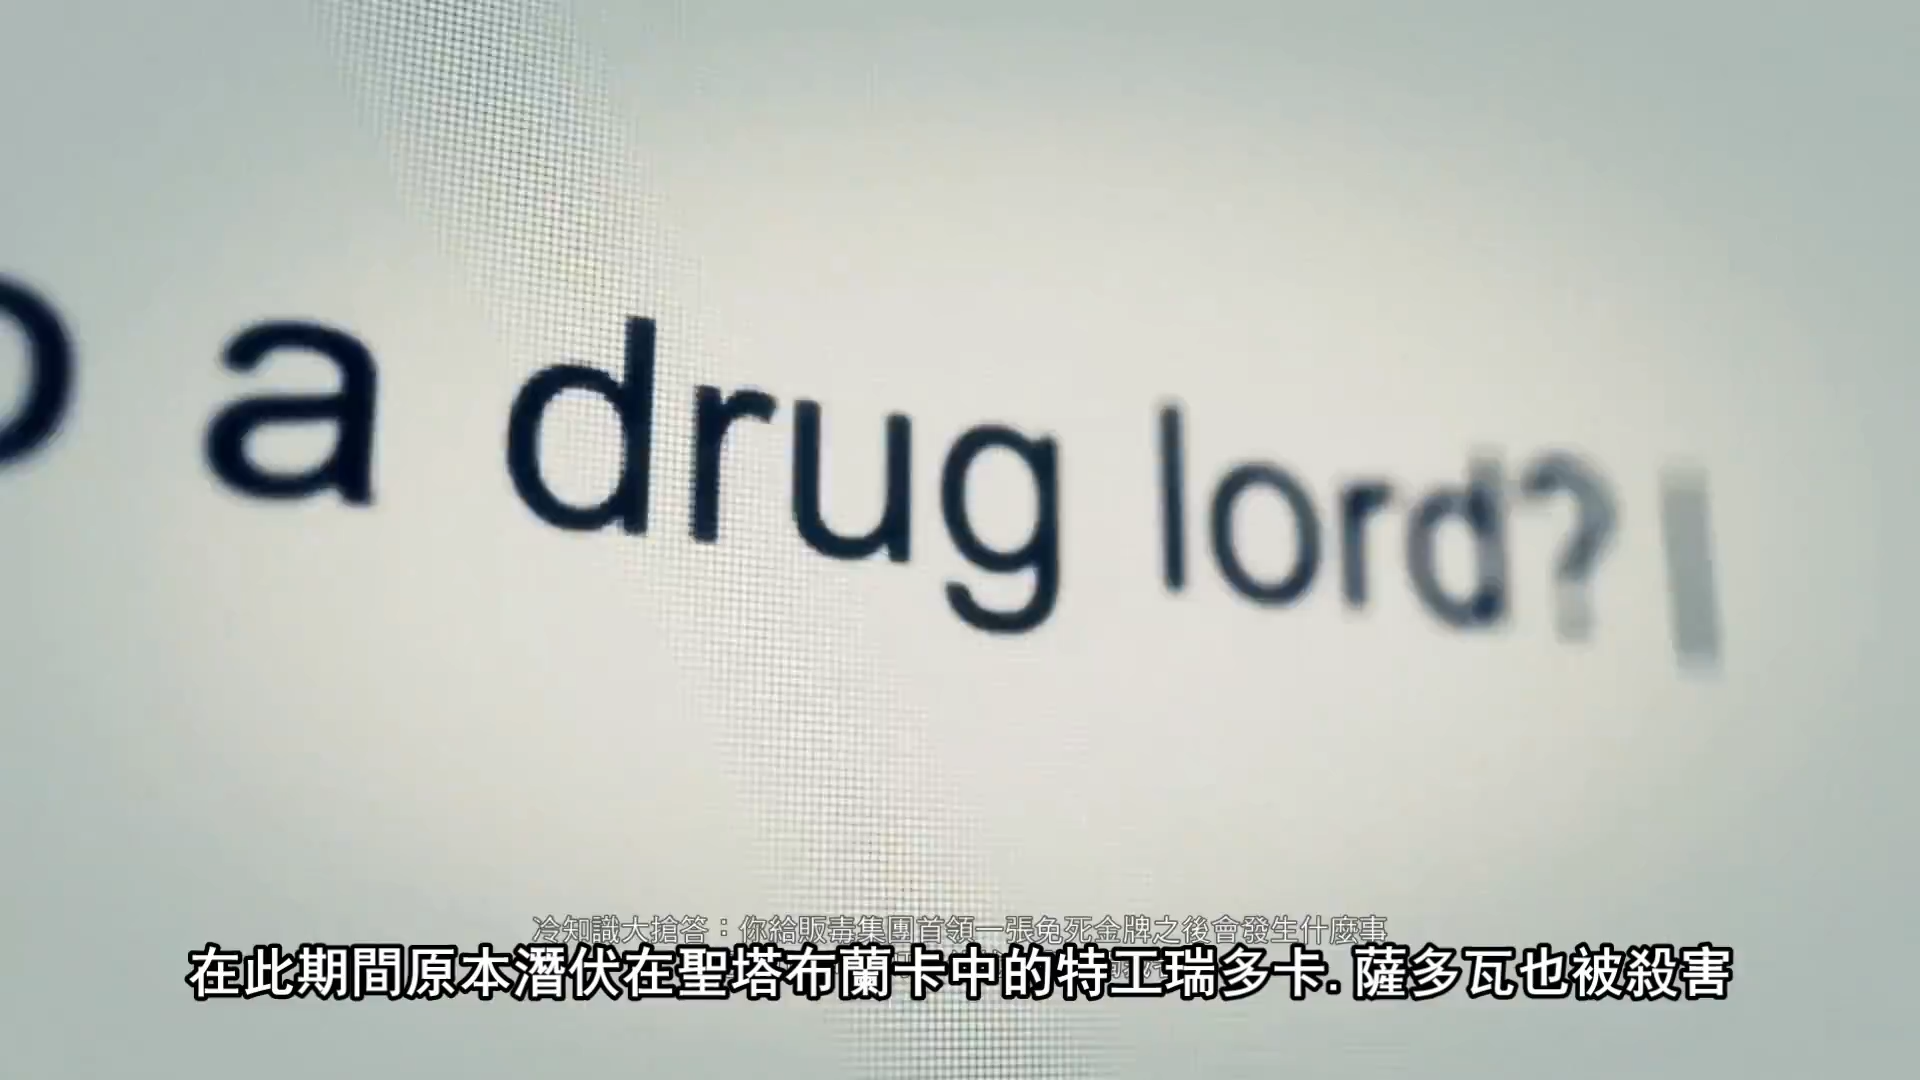 a drug lord?
冷知識大搶答：你給販毒集團首領一張免死金牌之後會發生什麼事
在此期間原本潛伏在聖塔布蘭卡中的特工瑞多卡.薩多瓦也被殺害